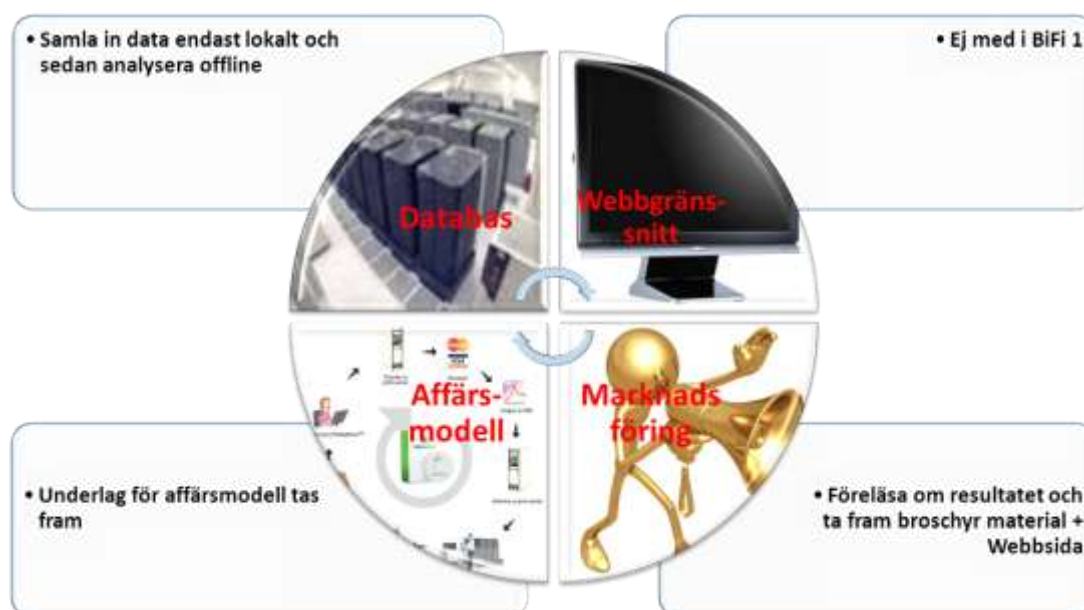 • Samla in data endast lokalt och
sedan analysera offline
• Ej med i BiFi 1
Databas
Webbgräns-
snitt
Affärs-
modell
Macknads
föring
• Underlag för affärsmodell tas
fram
• Föreläsa om resultatet och
ta fram broschyr material +
Webbsida